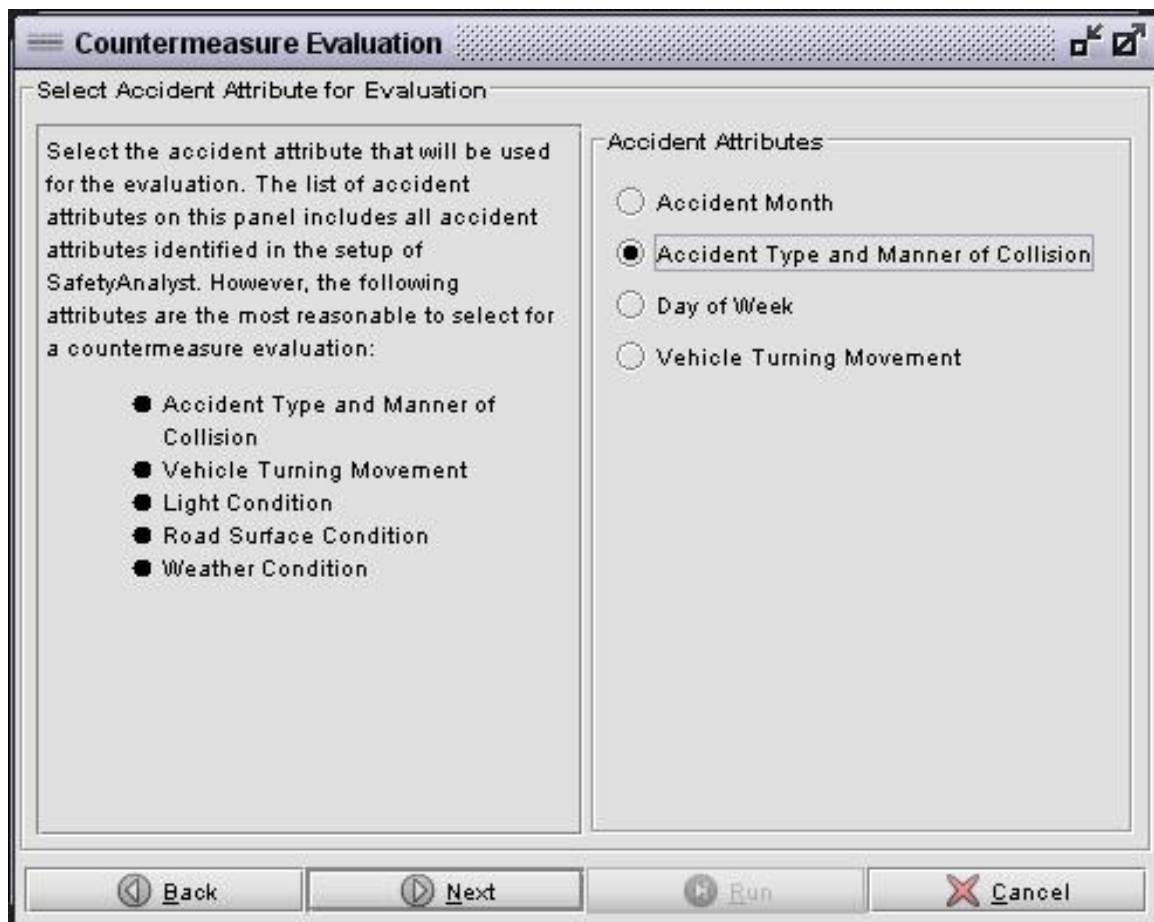 Countermeasure Evaluation
Select Accident Attribute for Evaluation
Select the accident attribute that will be used
for the evaluation. The list of accident
attributes on this panel includes all accident
attributes identified in the setup of
SafetyAnalyst. However, the following
attributes are the most reasonable to select for
a countermeasure evaluation:
Accident Type and Manner of
Collision
Vehicle Turning Movement
Light Condition
Road Surface Condition
Weather Condition
Accident Attributes
Accident Month
Accident Type and Manner of Collision
Day of Week
Vehicle Turning Movement
Back
Next
Run
Cancel